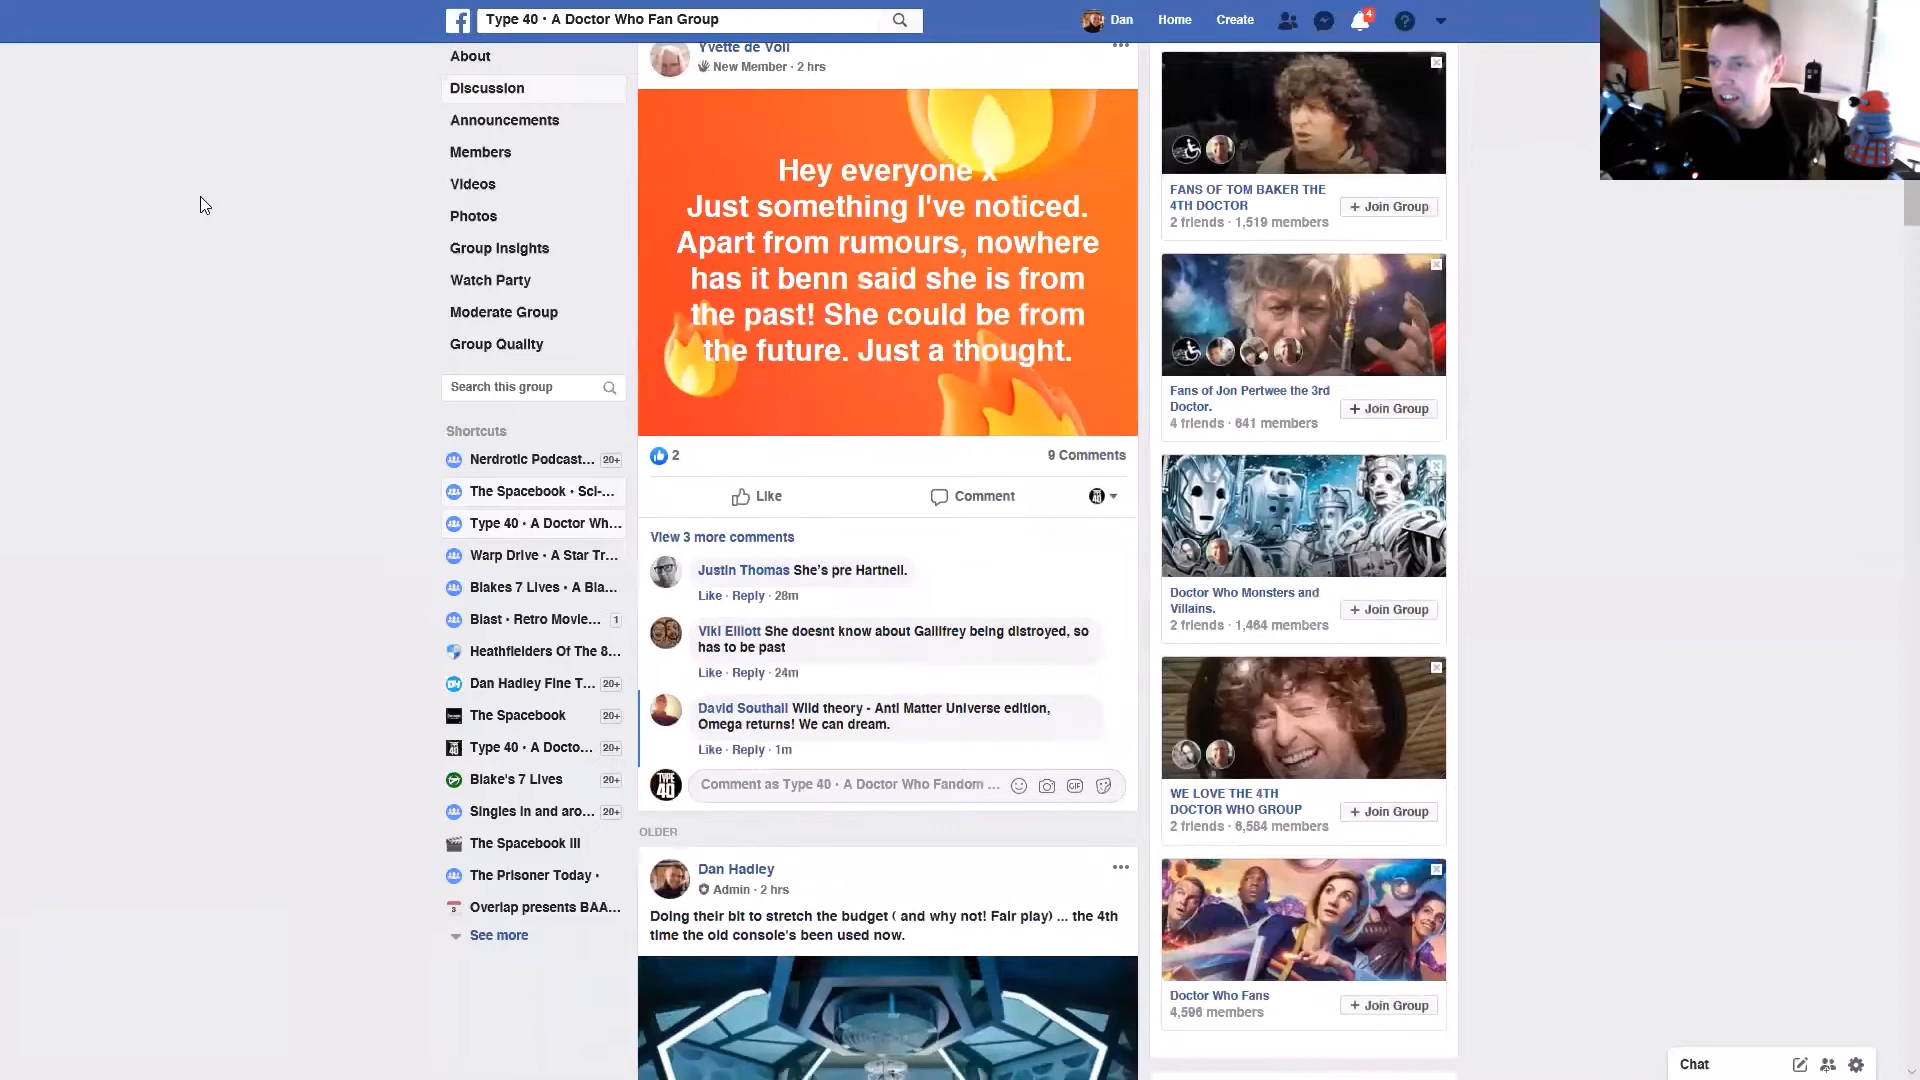 Type 40 • A Doctor Who Fan Group
Dan
Home
Create
4
About
Discussion
Announcements
Members
Videos
Photos
Group Insights
Watch Party
Moderate Group
Group Quality
Search this group
Shortcuts
Nerdrotic Podcast... 20+
The Spacebook • Sci-...
Type 40 • A Doctor Wh...
Warp Drive • A Star Tr...
Blakes 7 Lives • A Bla...
Blast • Retro Movie... 1
Heathfielders Of The 8...
Dan Hadley Fine T... 20+
The Spacebook 20+
Type 40 • A Docto... 20+
Blake's 7 Lives 20+
Singles in and aro... 20+
The Spacebook III
The Prisoner Today •
Overlap presents BAA...
See more
Yvette de Voil
New Member · 2 hrs
Hey everyone x
Just something I've noticed.
Apart from rumours, nowhere
has it benn said she is from
the past! She could be from
the future. Just a thought.
2
9 Comments
Like
Comment
View 3 more comments
Justin Thomas She's pre Hartnell.
Like · Reply · 28m
Viki Elliott She doesnt know about Gallifrey being distroyed, so
has to be past
Like · Reply · 24m
David Southall Wild theory - Anti Matter Universe edition,
Omega returns! We can dream.
Like · Reply · 1m
TYPE
40
Comment as Type 40 • A Doctor Who Fandom ...
GIF
OLDER
Dan Hadley
Admin · 2 hrs
Doing their bit to stretch the budget ( and why not! Fair play) ... the 4th
time the old console's been used now.
FANS OF TOM BAKER THE
4TH DOCTOR
2 friends · 1,519 members
+ Join Group
Fans of Jon Pertwee the 3rd
Doctor.
4 friends · 641 members
+ Join Group
Doctor Who Monsters and
Villains.
2 friends · 1,464 members
+ Join Group
WE LOVE THE 4TH
DOCTOR WHO GROUP
2 friends · 6,584 members
+ Join Group
Doctor Who Fans
4,596 members
+ Join Group
Chat